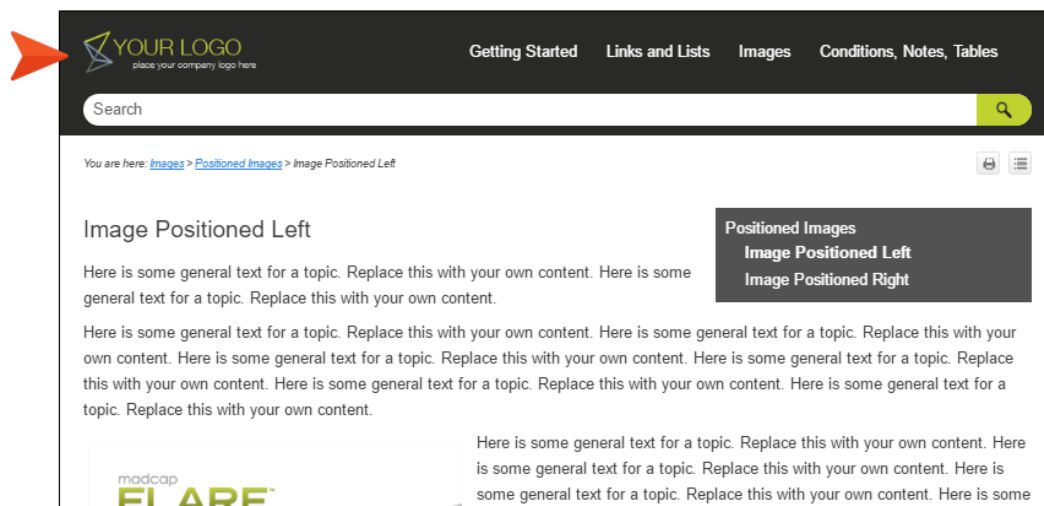 YOUR LOGO
place your company logo here
Getting Started Links and Lists Images Conditions, Notes, Tables
Search
You are here: Images > Positioned Images > Image Positioned Left
Image Positioned Left
Positioned Images
Image Positioned Left
Image Positioned Right
Here is some general text for a topic. Replace this with your own content. Here is some
general text for a topic. Replace this with your own content.
Here is some general text for a topic. Replace this with your own content. Here is some general text for a topic. Replace this with your
own content. Here is some general text for a topic. Replace this with your own content. Here is some general text for a topic. Replace
this with your own content. Here is some general text for a topic. Replace this with your own content. Here is some general text for a
topic. Replace this with your own content.
madcap
FLARE™
Here is some general text for a topic. Replace this with your own content. Here
is some general text for a topic. Replace this with your own content. Here is
some general text for a topic. Replace this with your own content. Here is some